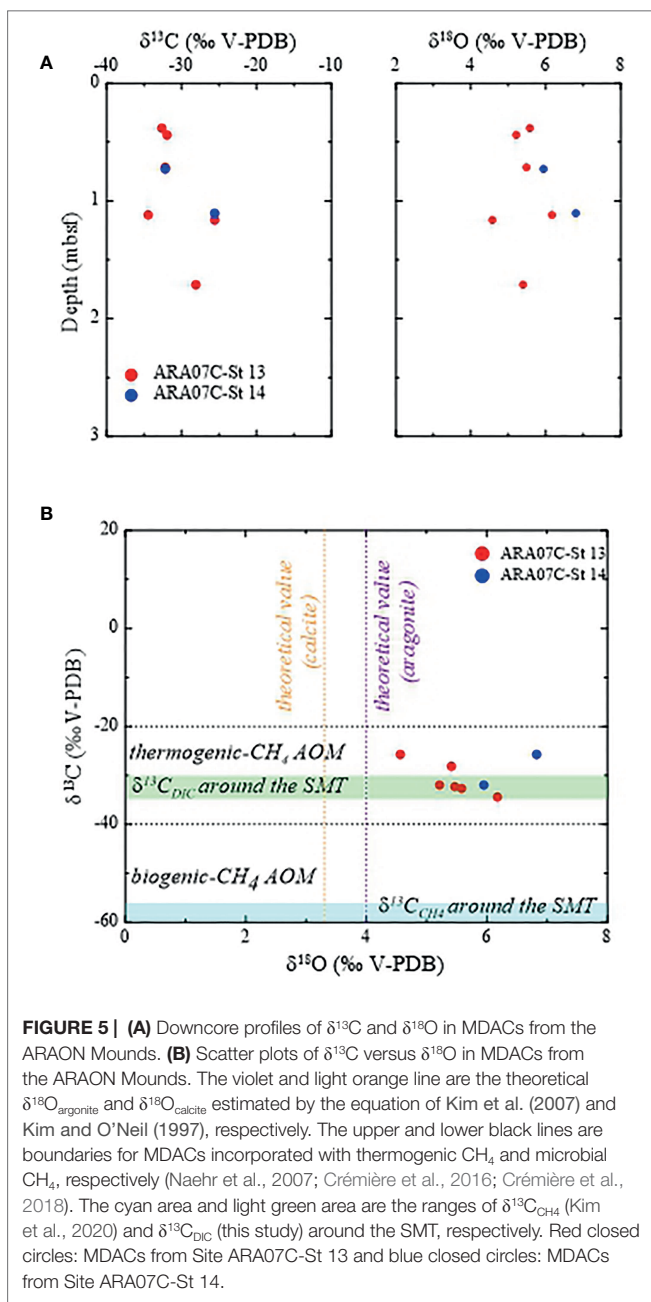 A
δ¹³C (‰ V-PDB)
δ¹⁸O (‰ V-PDB)
-40 -30 -20 -10
2 4 6 8
0
1
2
3
Depth (mbsf)
ARA07C-St 13
ARA07C-St 14
B
20
0
-20
-40
-60
δ¹³C (‰ V-PDB)
theoretical value
(calcite)
theoretical value
(aragonite)
ARA07C-St 13
ARA07C-St 14
thermogenic-CH₄ AOM
δ¹³C_DIC around the SMT
biogenic-CH₄ AOM
δ¹³C_CH4 around the SMT
0 2 4 6 8
δ¹⁸O (‰ V-PDB)
FIGURE 5 | (A) Downcore profiles of δ¹³C and δ¹⁸O in MDACs from the
ARAON Mounds. (B) Scatter plots of δ¹³C versus δ¹⁸O in MDACs from
the ARAON Mounds. The violet and light orange line are the theoretical
δ¹⁸O_argonite and δ¹⁸O_calcite estimated by the equation of Kim et al. (2007) and
Kim and O'Neil (1997), respectively. The upper and lower black lines are
boundaries for MDACs incorporated with thermogenic CH₄ and microbial
CH₄, respectively (Naehr et al., 2007; Crémière et al., 2016; Crémière et al.,
2018). The cyan area and light green area are the ranges of δ¹³C_CH4 (Kim
et al., 2020) and δ¹³C_DIC (this study) around the SMT, respectively. Red closed
circles: MDACs from Site ARA07C-St 13 and blue closed circles: MDACs
from Site ARA07C-St 14.